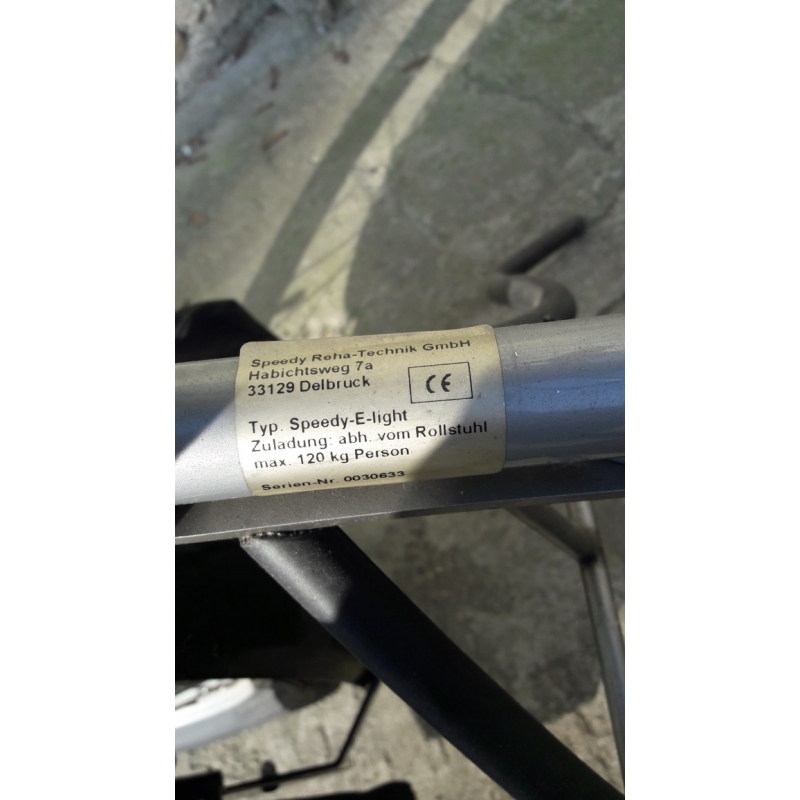 Speedy Reha-Technik GmbH
Habichtsweg 7a
33129 Delbruck
CE
Typ. Speedy-E-light
Zuladung: abh. vom Rollstuhl
max. 120 kg Person
Serien-Nr. 0030633